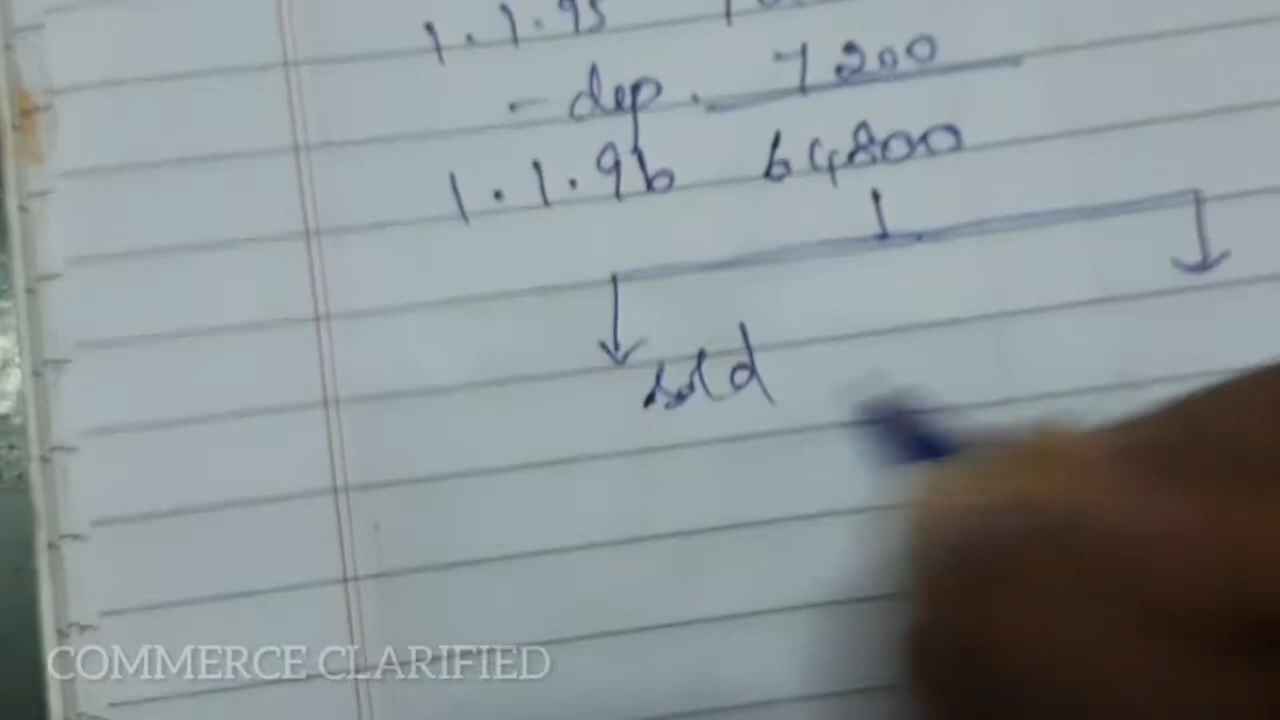 1.1.95
- dep. 7200
1.1.96 64800
sold
COMMERCE CLARIFIED